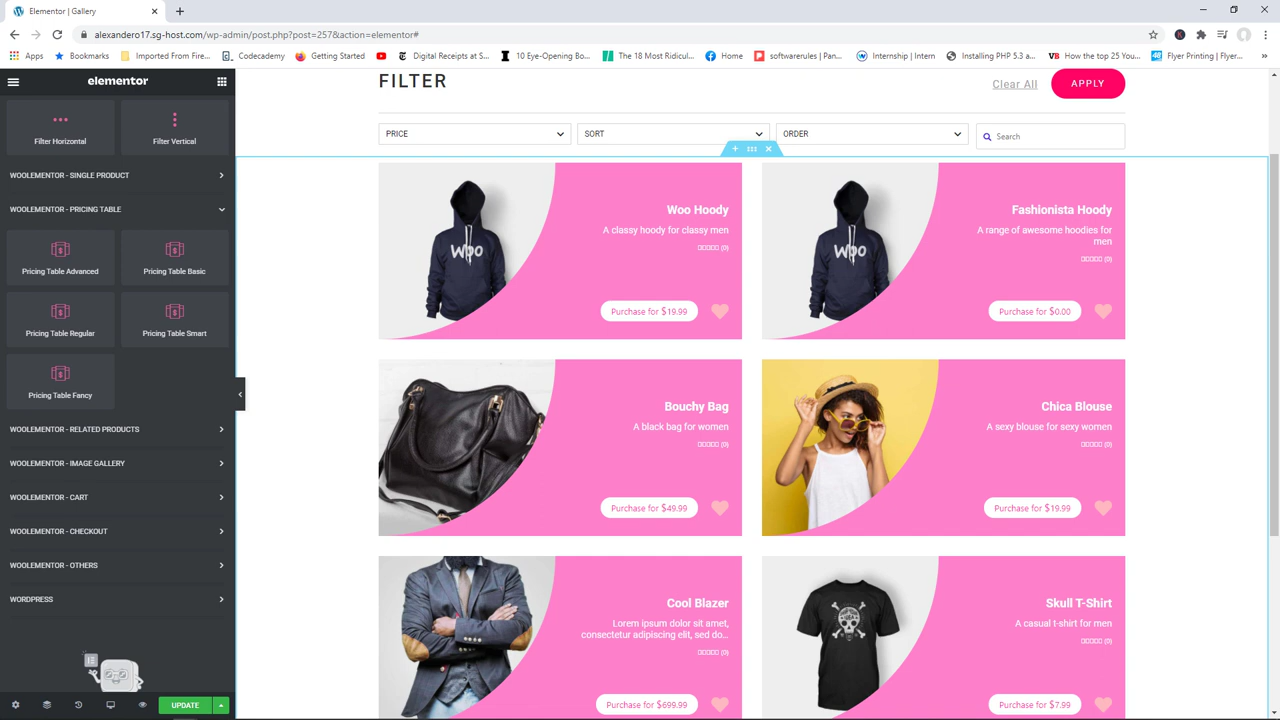 Elementor | Gallery
alexandero17.sg-host.com/wp-admin/post.php?post=257&action=elementor#
Apps
Bookmarks
Imported From Fire...
Codecademy
Digital Receipts at S...
10 Eye-Opening Bo...
The 18 Most Ridicul...
Home
softwarerules | Pan...
Internship | Intern
Installing PHP 5.3 a...
How the top 25 You...
Flyer Printing | Flyer...
elementor
Filter Horizontal
Filter Vertical
WOOLEMENTOR - SINGLE PRODUCT
WOOLEMENTOR - PRICING TABLE
Pricing Table Advanced
Pricing Table Basic
Pricing Table Regular
Pricing Table Smart
Pricing Table Fancy
WOOLEMENTOR - RELATED PRODUCTS
WOOLEMENTOR - IMAGE GALLERY
WOOLEMENTOR - CART
WOOLEMENTOR - CHECKOUT
WOOLEMENTOR - OTHERS
WORDPRESS
UPDATE
FILTER
Clear All
APPLY
PRICE
SORT
ORDER
Search
WOO
Woo Hoody
A classy hoody for classy men
(0)
Purchase for $19.99
WOO
Fashionista Hoody
A range of awesome hoodies for
men
(0)
Purchase for $0.00
Bouchy Bag
A black bag for women
(0)
Purchase for $49.99
Chica Blouse
A sexy blouse for sexy women
(0)
Purchase for $19.99
Cool Blazer
Lorem ipsum dolor sit amet,
consectetur adipiscing elit, sed do...
(0)
Purchase for $699.99
Skull T-Shirt
A casual t-shirt for men
(0)
Purchase for $7.99